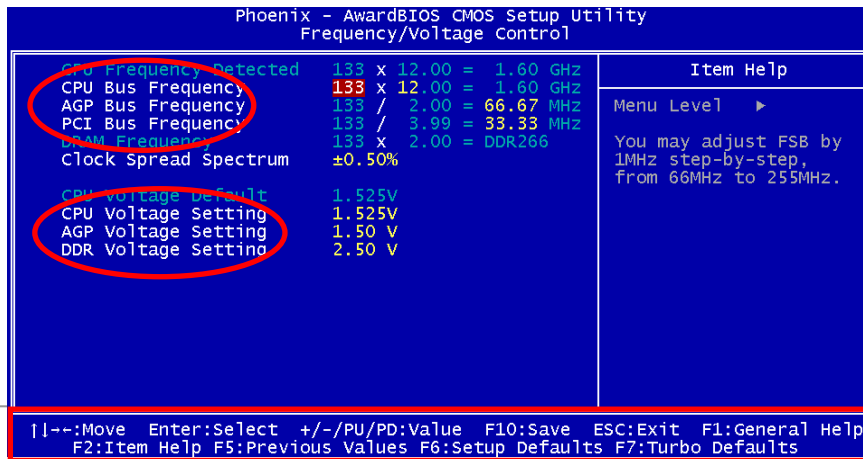 Phoenix - AwardBIOS CMOS Setup Utility
Frequency/Voltage Control
CPU Frequency Detected 133 x 12.00 = 1.60 GHz
CPU Bus Frequency 133 x 12.00 = 1.60 GHz
AGP Bus Frequency 133 / 2.00 = 66.67 MHz
PCI Bus Frequency 133 / 3.99 = 33.33 MHz
DRAM Frequency 133 x 2.00 = DDR266
Clock Spread Spectrum ±0.50%
CPU Voltage Default 1.525V
CPU Voltage Setting 1.525V
AGP Voltage Setting 1.50 V
DDR Voltage Setting 2.50 V
Item Help
Menu Level ▶
You may adjust FSB by
1MHz step-by-step,
from 66MHz to 255MHz.
↑↓→←:Move Enter:Select +/-/PU/PD:Value F10:Save ESC:Exit F1:General Help
F2:Item Help F5:Previous Values F6:Setup Defaults F7:Turbo Defaults